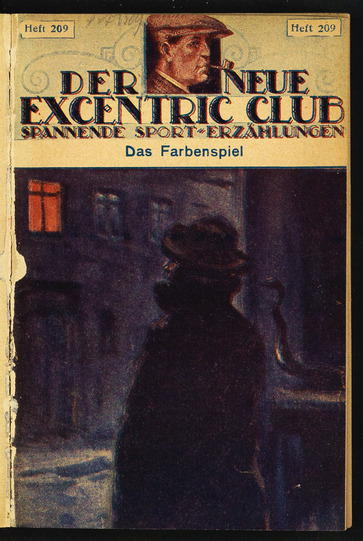 Heft 209
Heft 209
DER NEUE
EXCENTRIC CLUB
SPANNENDE SPORT-ERZÄHLUNGEN
Das Farbenspiel